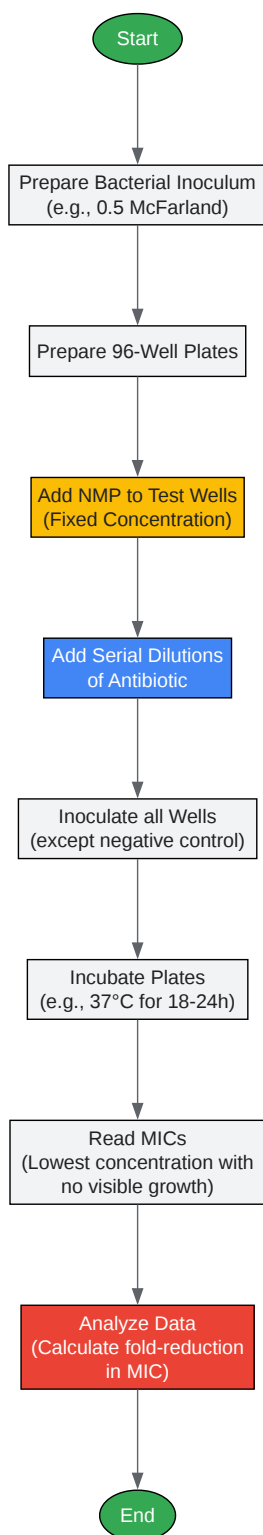 Start
Prepare Bacterial Inoculum
(e.g., 0.5 McFarland)
Prepare 96-Well Plates
Add NMP to Test Wells
(Fixed Concentration)
Add Serial Dilutions
of Antibiotic
Inoculate all Wells
(except negative control)
Incubate Plates
(e.g., 37°C for 18-24h)
Read MICs
(Lowest concentration with
no visible growth)
Analyze Data
(Calculate fold-reduction
in MIC)
End